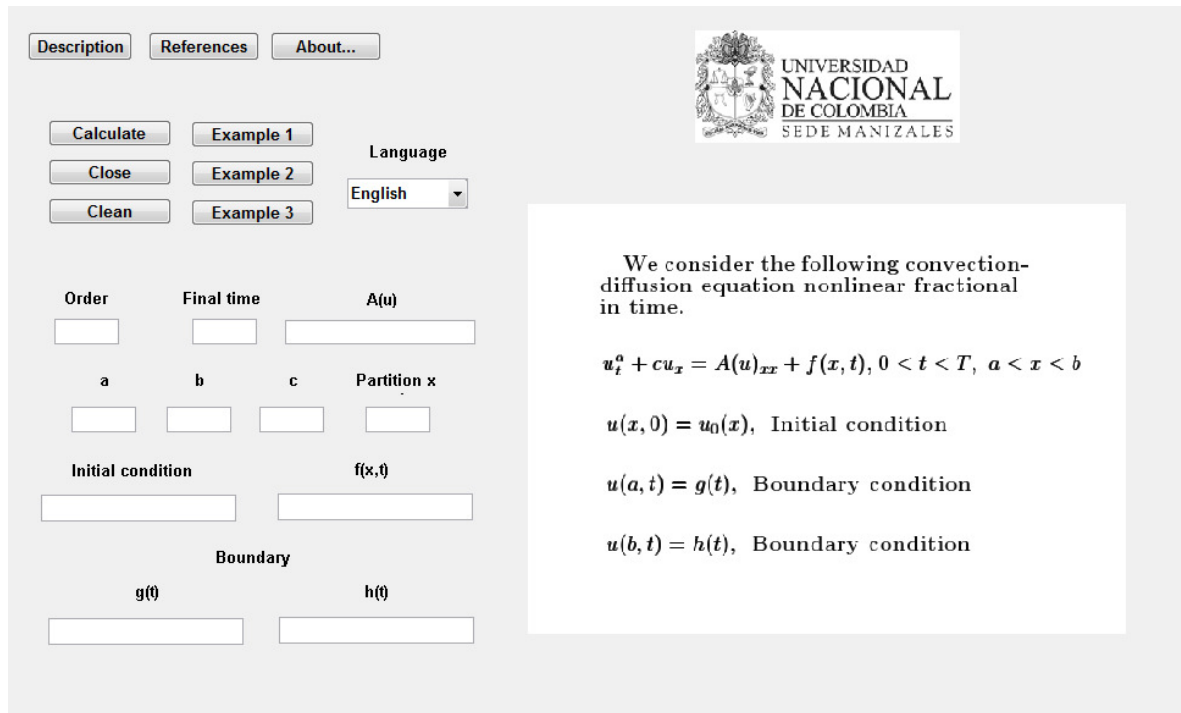 Description References About...
UNIVERSIDAD
NACIONAL
DE COLOMBIA
SEDE MANIZALES
Calculate Example 1
Language
Close Example 2
English
Clean Example 3
We consider the following convection-
diffusion equation nonlinear fractional
in time.
Order Final time A(u)
u_t^α + cu_x = A(u)_{xx} + f(x, t), 0 < t < T, a < x < b
a b c Partition x
u(x, 0) = u_0(x), Initial condition
Initial condition f(x,t)
u(a, t) = g(t), Boundary condition
u(b, t) = h(t), Boundary condition
Boundary
g(t) h(t)